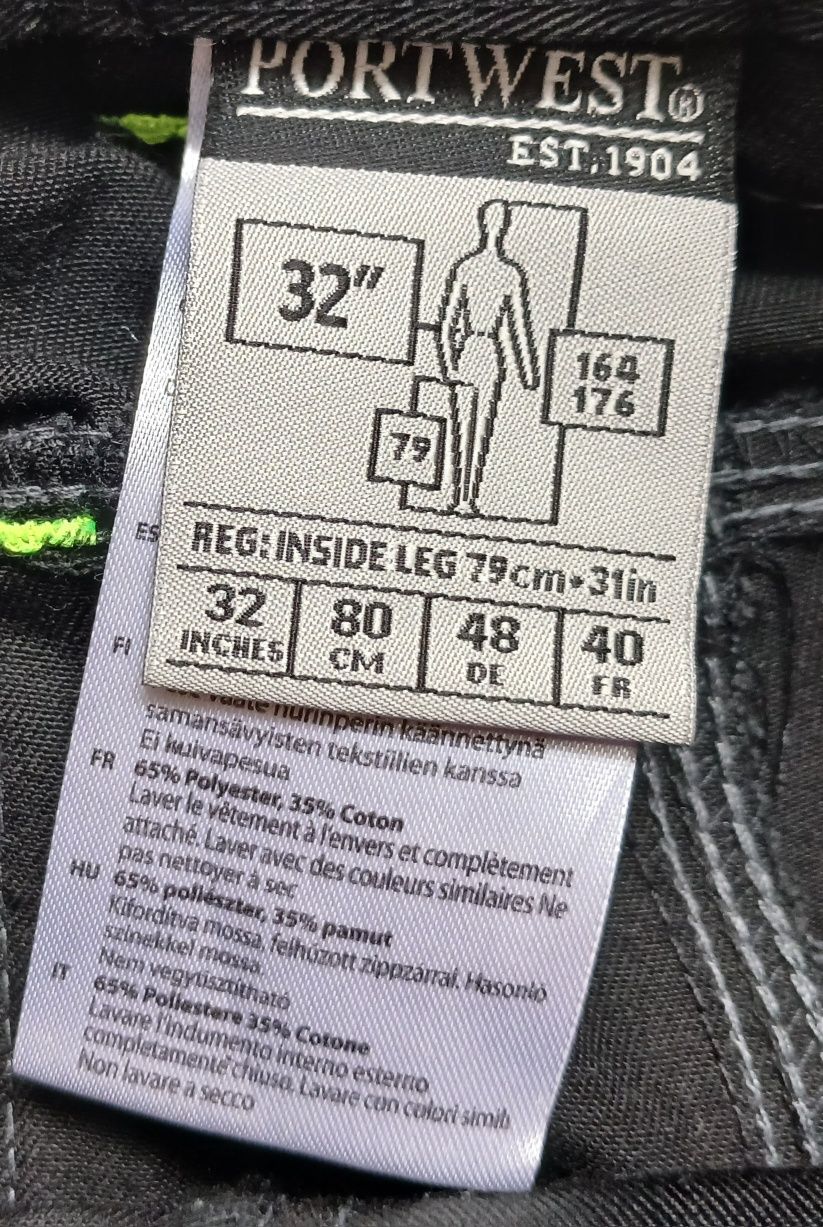 PORTWEST®
EST.1904
32"
164
176
79
REG: INSIDE LEG 79cm•31in
32 80 48 40
INCHES CM DE FR
ES
FI
vaate nurinperin käännettynä
samansävyisten tekstiilien kanssa
Ei kuivapesua
FR 65% Polyester, 35% Coton
Laver le vêtement à l'envers et complètement
attaché. Laver avec des couleurs similaires Ne
pas nettoyer à sec
HU 65% poliészter, 35% pamut
Kifordítva mossa, felhúzott zippzárral. Hasonló
színekkel mossa.
Nem vegytisztítható
IT 65% Poliestere 35% Cotone
Lavare l'indumento interno esterno
completamente chiuso. Lavare con colori simili
Non lavare a secco